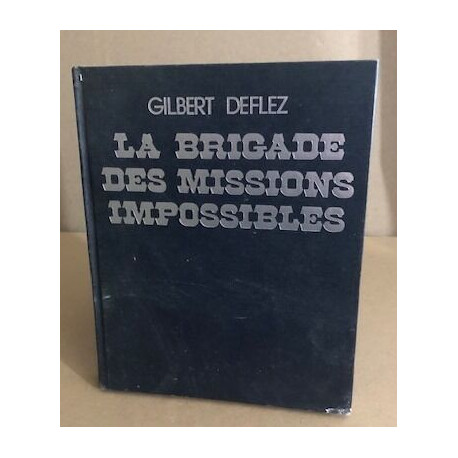 GILBERT DEFLEZ
LA BRIGADE
DES MISSIONS
IMPOSSIBLES